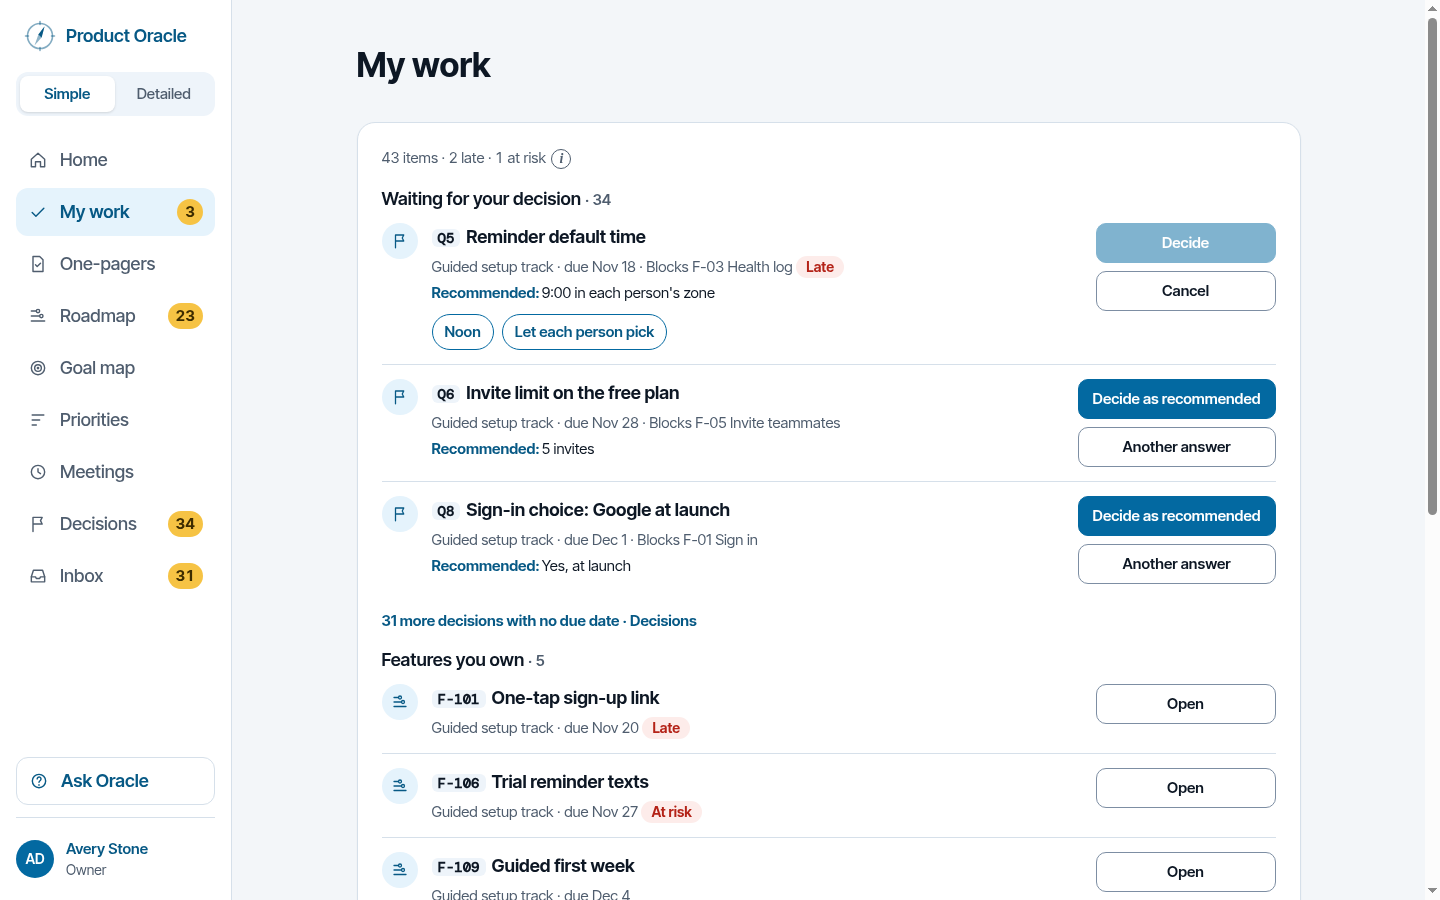 Product Oracle
Simple
Detailed
Home
My work
3
One-pagers
Roadmap
23
Goal map
Priorities
Meetings
Decisions
34
Inbox
31
Ask Oracle
AD
Avery Stone
Owner
My work
43 items · 2 late · 1 at risk i
Waiting for your decision · 34
Q5 Reminder default time
Guided setup track · due Nov 18 · Blocks F-03 Health log Late
Recommended: 9:00 in each person's zone
Noon
Let each person pick
Decide
Cancel
Q6 Invite limit on the free plan
Guided setup track · due Nov 28 · Blocks F-05 Invite teammates
Recommended: 5 invites
Decide as recommended
Another answer
Q8 Sign-in choice: Google at launch
Guided setup track · due Dec 1 · Blocks F-01 Sign in
Recommended: Yes, at launch
Decide as recommended
Another answer
31 more decisions with no due date · Decisions
Features you own · 5
F-101 One-tap sign-up link
Guided setup track · due Nov 20 Late
Open
F-106 Trial reminder texts
Guided setup track · due Nov 27 At risk
Open
F-109 Guided first week
Guided setup track · due Dec 4
Open